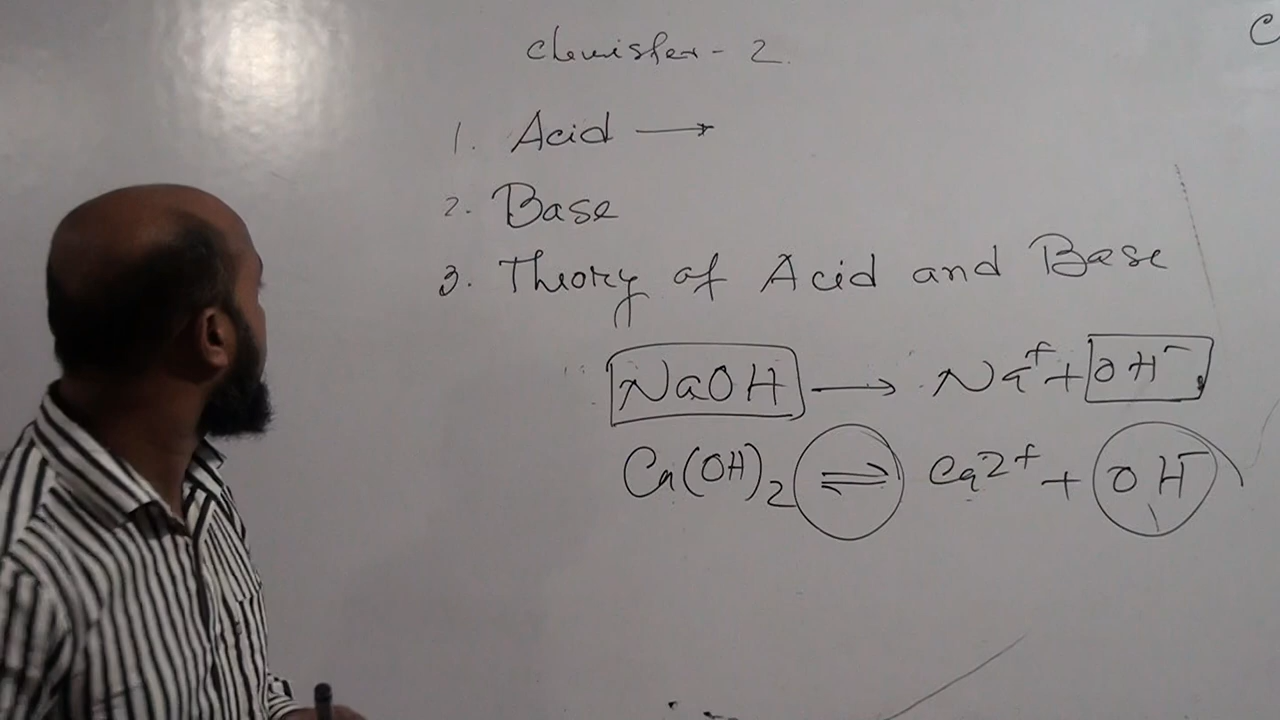 Chemister - 2.
1. Acid →
2. Base
3. Theory of Acid and Base
NaOH → Na+ + OH-
Ca(OH)2 ⇌ Ca2+ + OH-